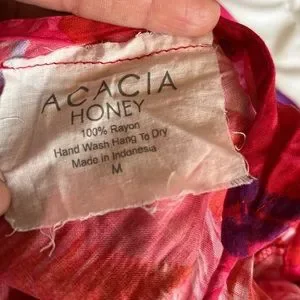 ACACIA
HONEY
100% Rayon
Hand Wash Hang To Dry
Made in Indonesia
M